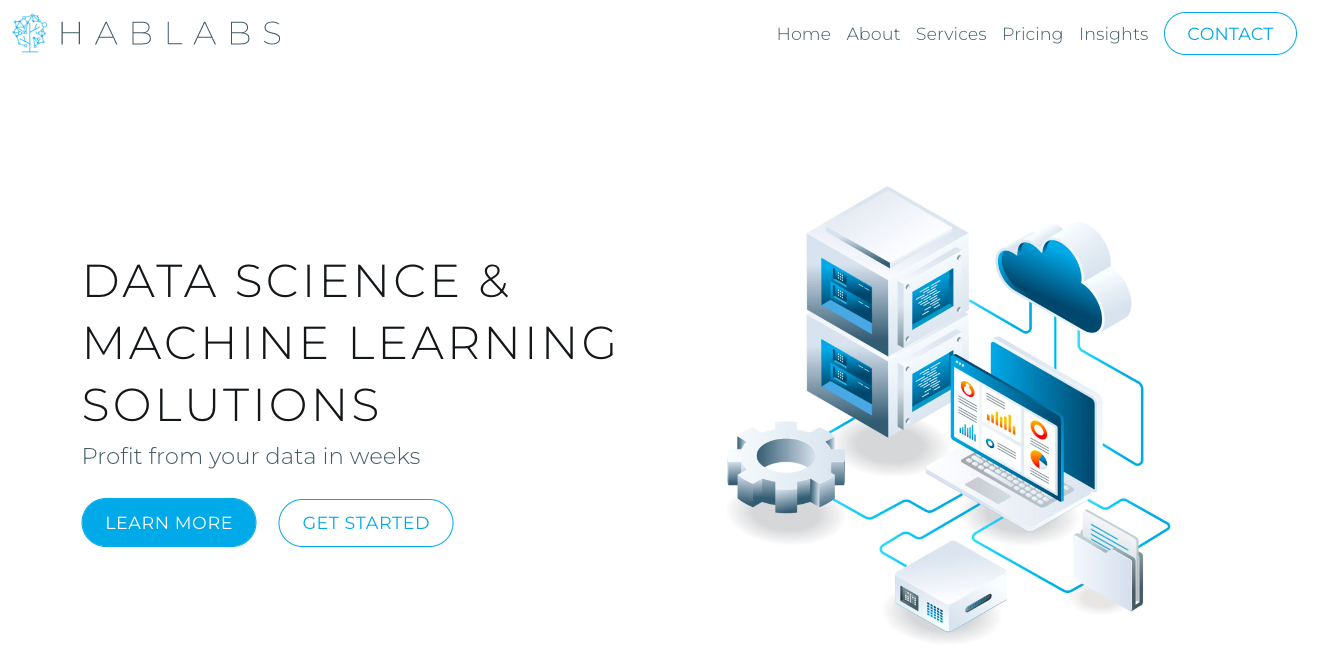 HABLABS
Home About Services Pricing Insights CONTACT
DATA SCIENCE &
MACHINE LEARNING
SOLUTIONS
Profit from your data in weeks
LEARN MORE GET STARTED